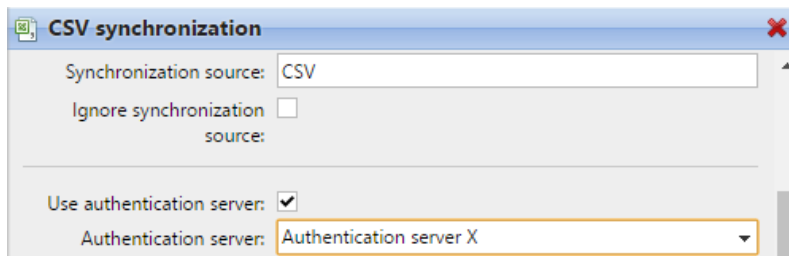 CSV synchronization
Synchronization source: CSV
Ignore synchronization
source:
Use authentication server:
Authentication server: Authentication server X